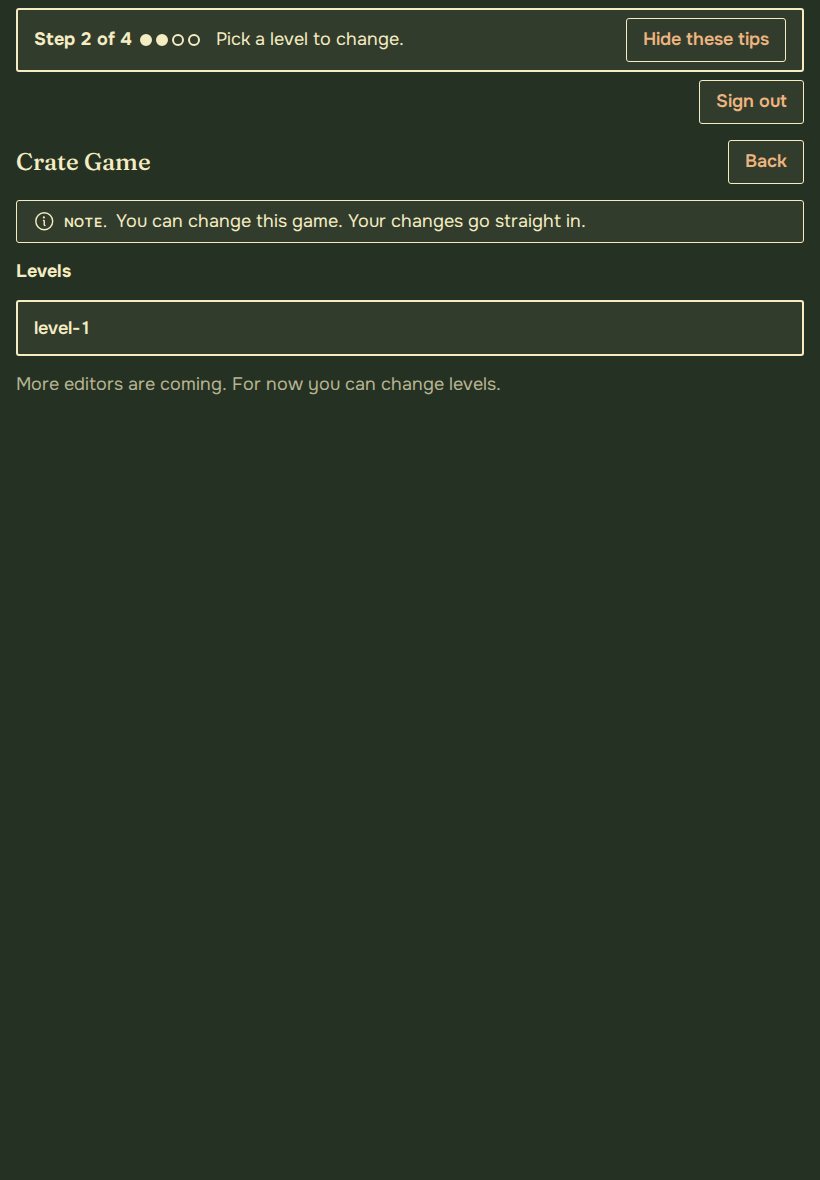 Step 2 of 4 Pick a level to change. Hide these tips
Sign out
Crate Game Back
NOTE. You can change this game. Your changes go straight in.
Levels
level-1
More editors are coming. For now you can change levels.